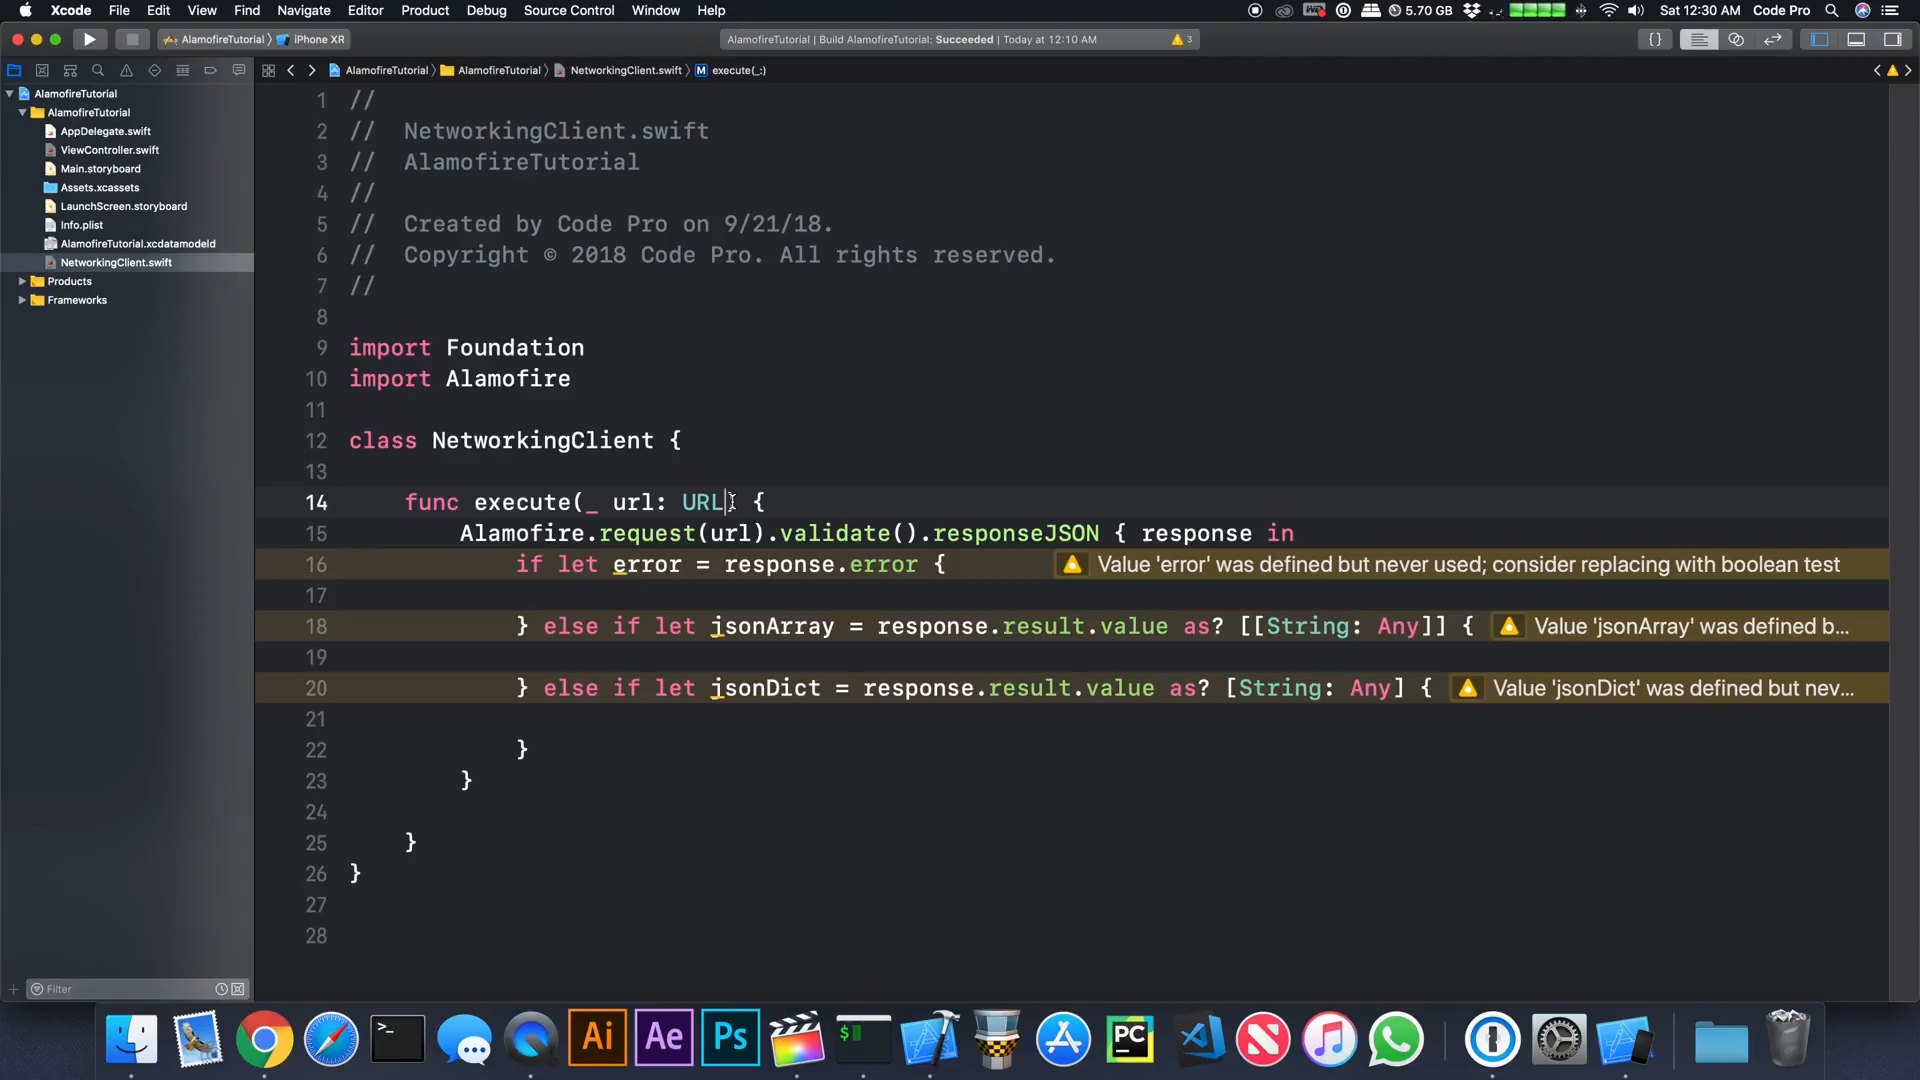 Xcode File Edit View Find Navigate Editor Product Debug Source Control Window Help 5.70 GB Sat 12:30 AM Code Pro
AlamofireTutorial iPhone XR AlamofireTutorial | Build AlamofireTutorial: Succeeded | Today at 12:10 AM 3 {}
AlamofireTutorial AlamofireTutorial NetworkingClient.swift M execute(_:)
AlamofireTutorial
AlamofireTutorial
AppDelegate.swift
ViewController.swift
Main.storyboard
Assets.xcassets
LaunchScreen.storyboard
Info.plist
AlamofireTutorial.xcdatamodeld
NetworkingClient.swift
Products
Frameworks
Filter
1 //
2 // NetworkingClient.swift
3 // AlamofireTutorial
4 //
5 // Created by Code Pro on 9/21/18.
6 // Copyright © 2018 Code Pro. All rights reserved.
7 //
8
9 import Foundation
10 import Alamofire
11
12 class NetworkingClient {
13
14 func execute(_ url: URL) {
15 Alamofire.request(url).validate().responseJSON { response in
16 if let error = response.error { Value 'error' was defined but never used; consider replacing with boolean test
17
18 } else if let jsonArray = response.result.value as? [[String: Any]] { Value 'jsonArray' was defined b...
19
20 } else if let jsonDict = response.result.value as? [String: Any] { Value 'jsonDict' was defined but nev...
21
22 }
23 }
24
25 }
26 }
27
28
>_ Ai Ae Ps $ PC